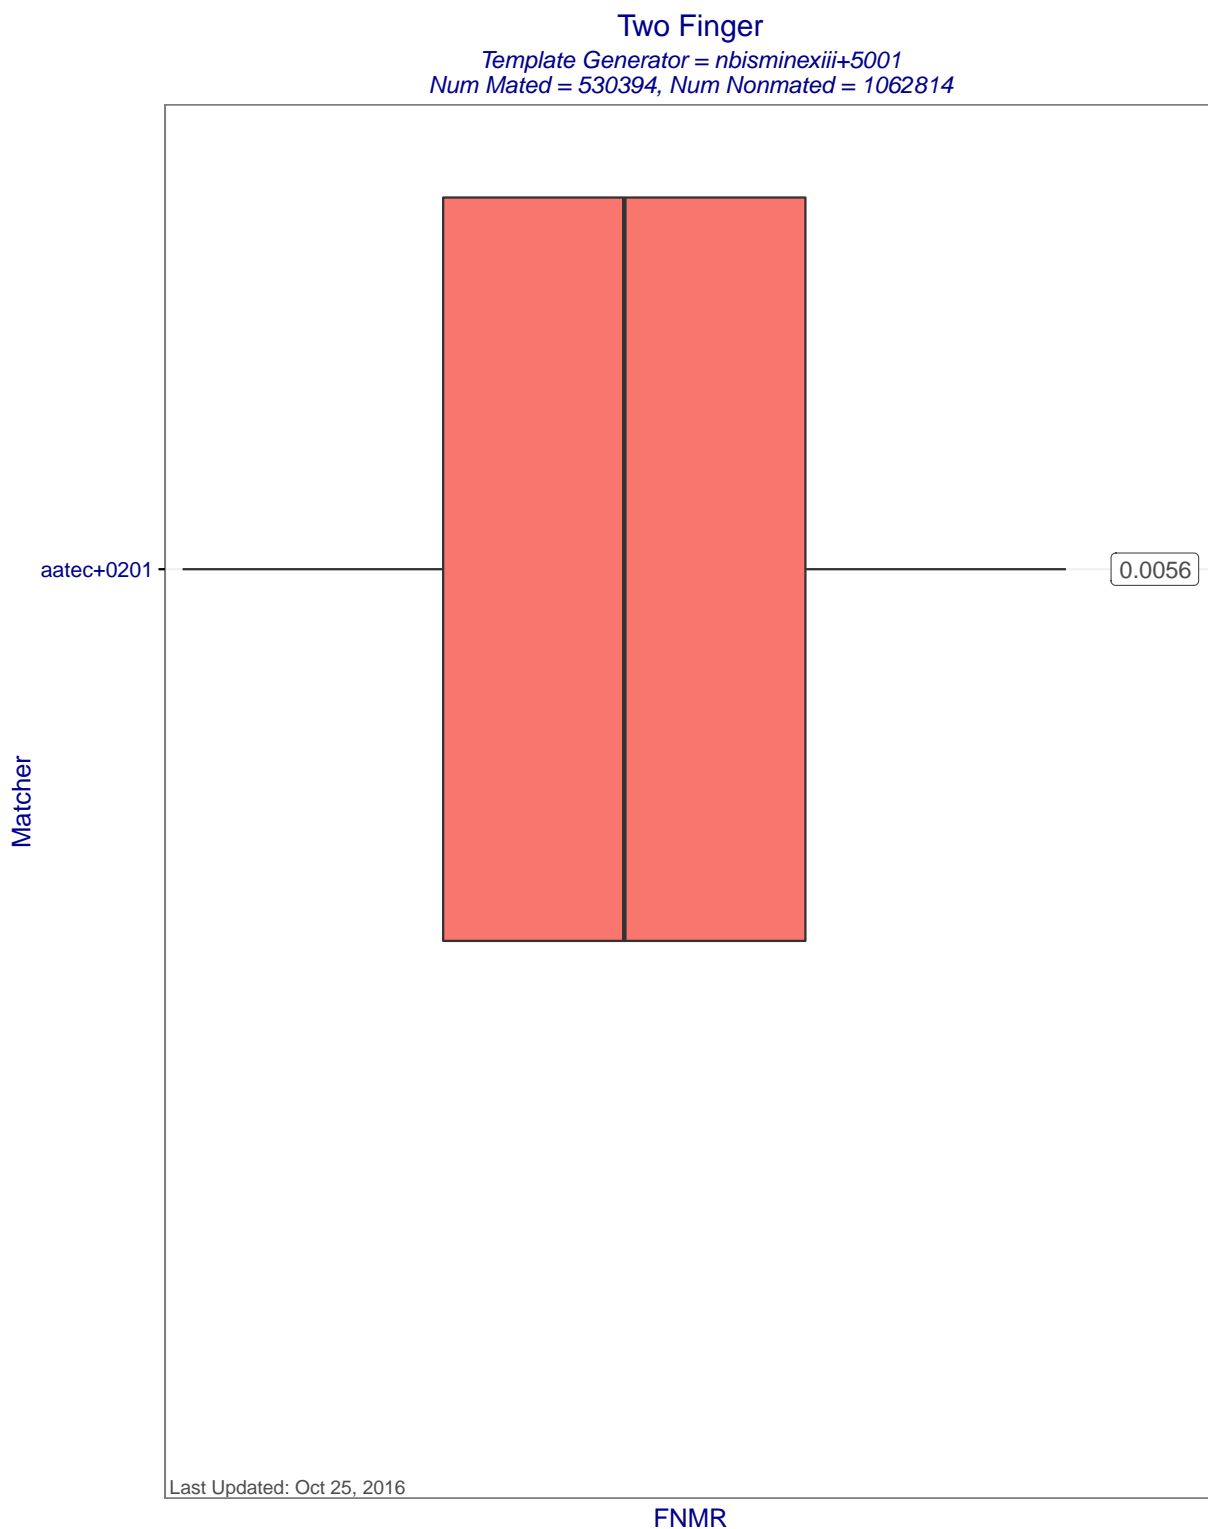 Two Finger
Template Generator = nbisminexiii+5001
Num Mated = 530394, Num Nonmated = 1062814
aatec+0201
0.0056
Matcher
Last Updated: Oct 25, 2016
FNMR